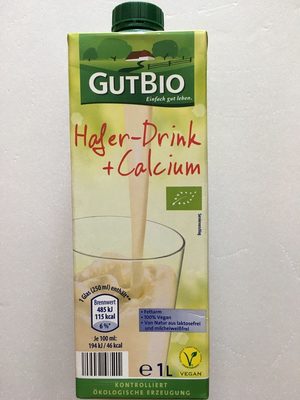 GUTBIO
Einfach gut leben.
Hafer-Drink
+ Calcium
1 Glas (250 ml) enthält**
Brennwert
485 kJ
115 kcal
6 %*
Je 100 ml:
194 kJ / 46 kcal
• Fettarm
• 100% Vegan
• Von Natur aus laktosefrei
und milcheiweißfrei
e 1L
VEGAN
KONTROLLIERT
ÖKOLOGISCHE ERZEUGUNG